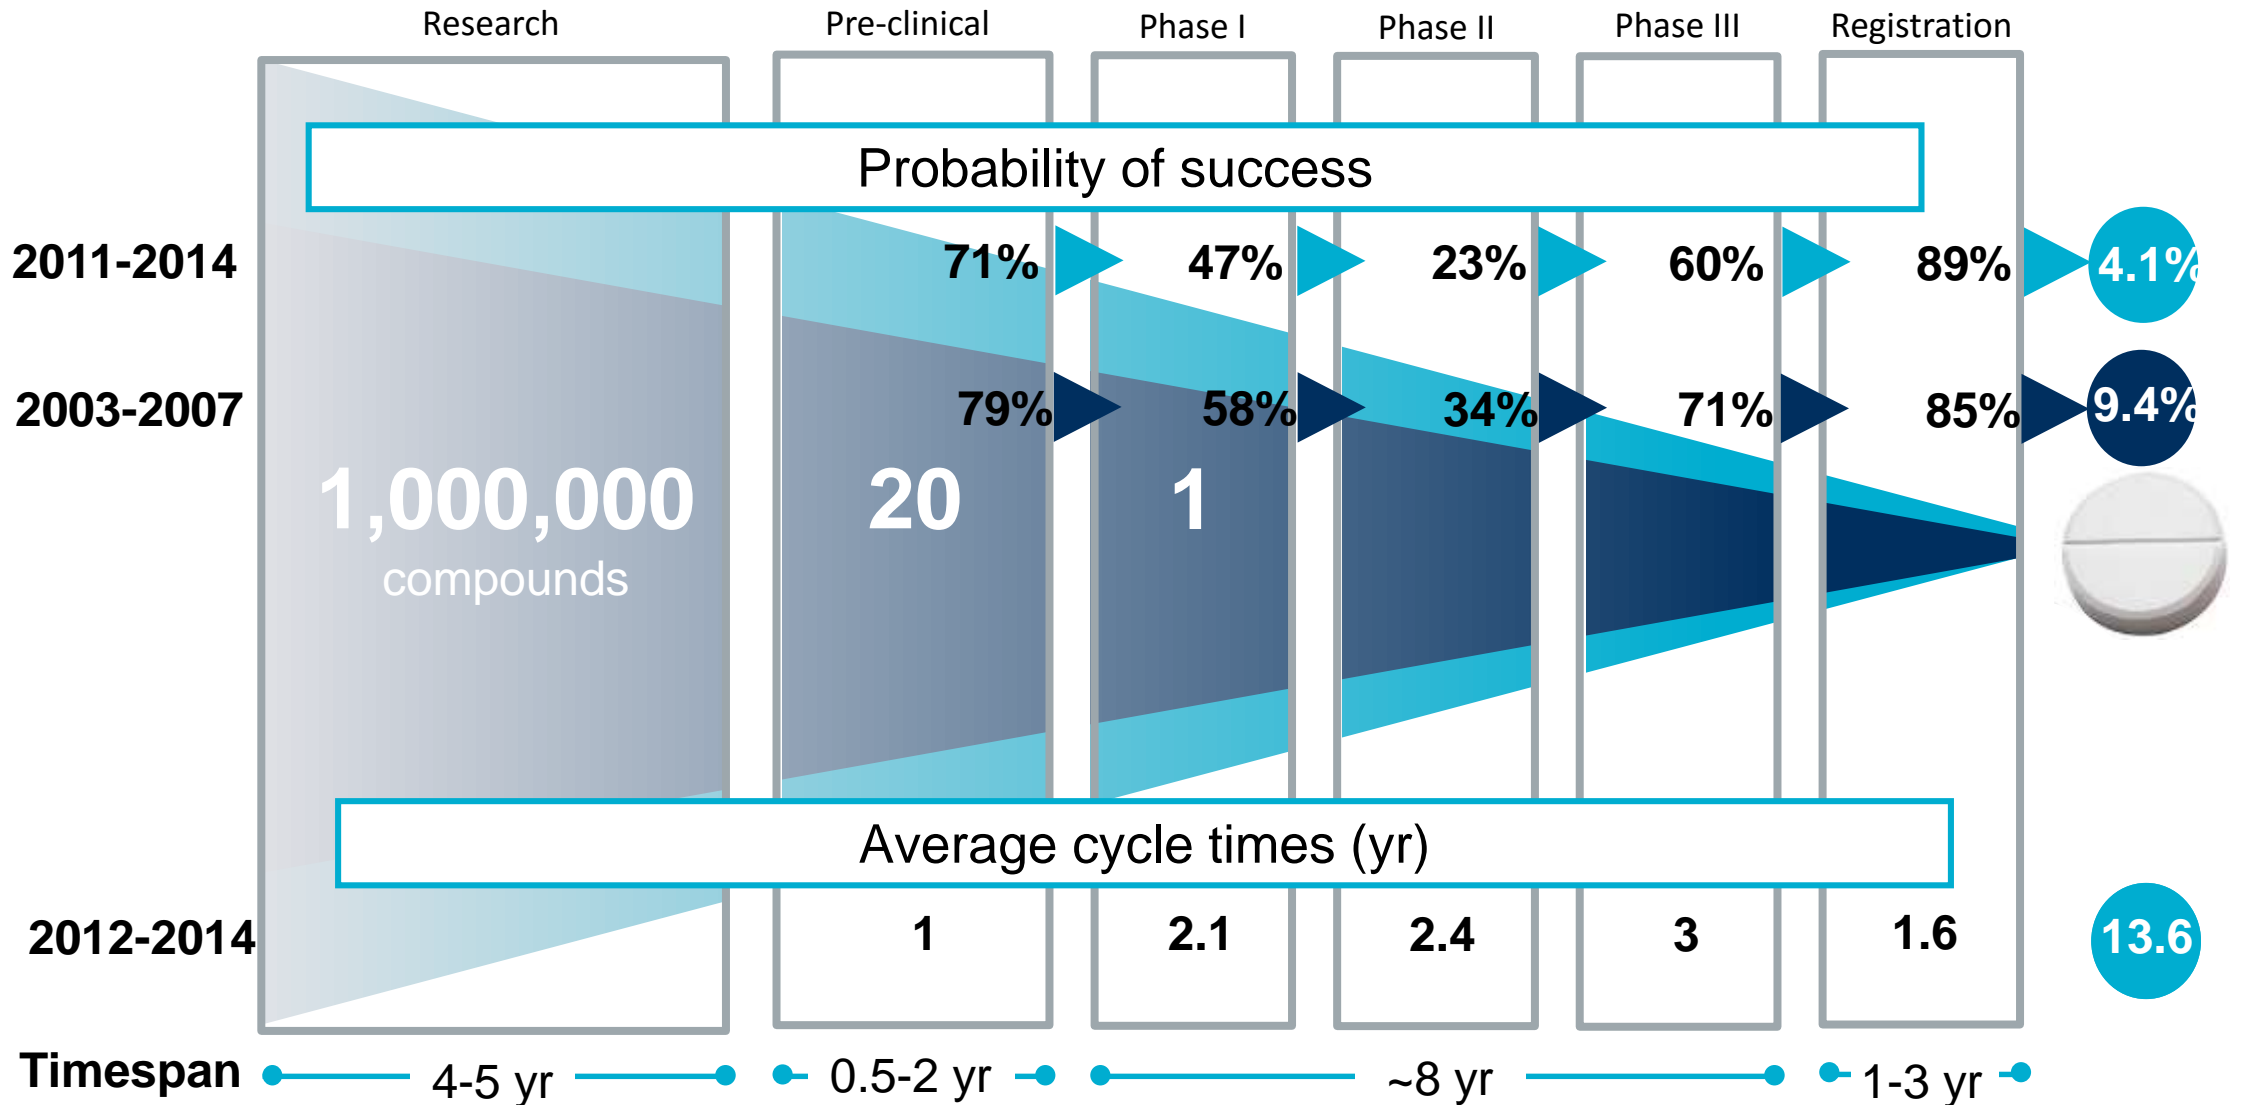 Research Pre-clinical Phase I Phase II Phase III Registration
Probability of success
2011-2014 71% 47% 23% 60% 89% 4.1%
2003-2007 79% 58% 34% 71% 85% 9.4%
1,000,000 20 1
compounds
Average cycle times (yr)
2012-2014 1 2.1 2.4 3 1.6 13.6
Timespan 4-5 yr 0.5-2 yr ~8 yr 1-3 yr